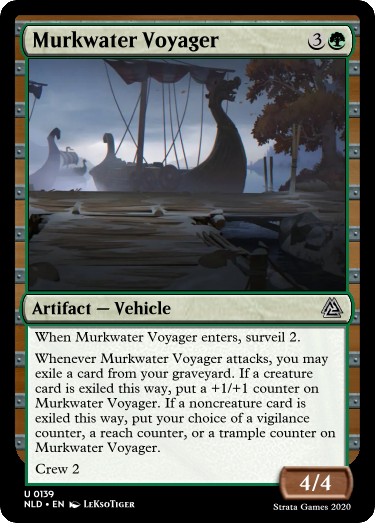 Murkwater Voyager 3
Artifact — Vehicle
When Murkwater Voyager enters, surveil 2.
Whenever Murkwater Voyager attacks, you may
exile a card from your graveyard. If a creature
card is exiled this way, put a +1/+1 counter on
Murkwater Voyager. If a noncreature card is
exiled this way, put your choice of a vigilance
counter, a reach counter, or a trample counter on
Murkwater Voyager.
Crew 2
4/4
U 0139
NLD • EN LeKsoTiger
Strata Games 2020